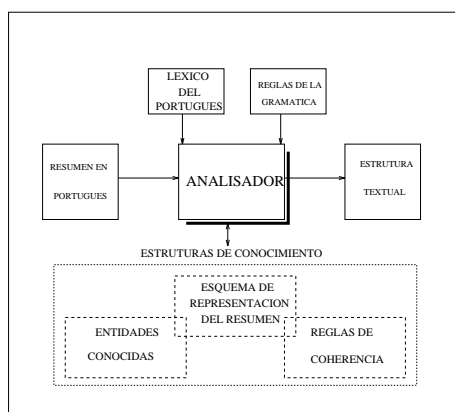 LEXICO
DEL
PORTUGUES
REGLAS DE LA
GRAMATICA
RESUMEN EN
PORTUGUES
ANALISADOR
ESTRUTURA
TEXTUAL
ESTRUTURAS DE CONOCIMIENTO
ESQUEMA DE
REPRESENTACION
DEL RESUMEN
ENTIDADES
CONOCIDAS
REGLAS DE
COHERENCIA